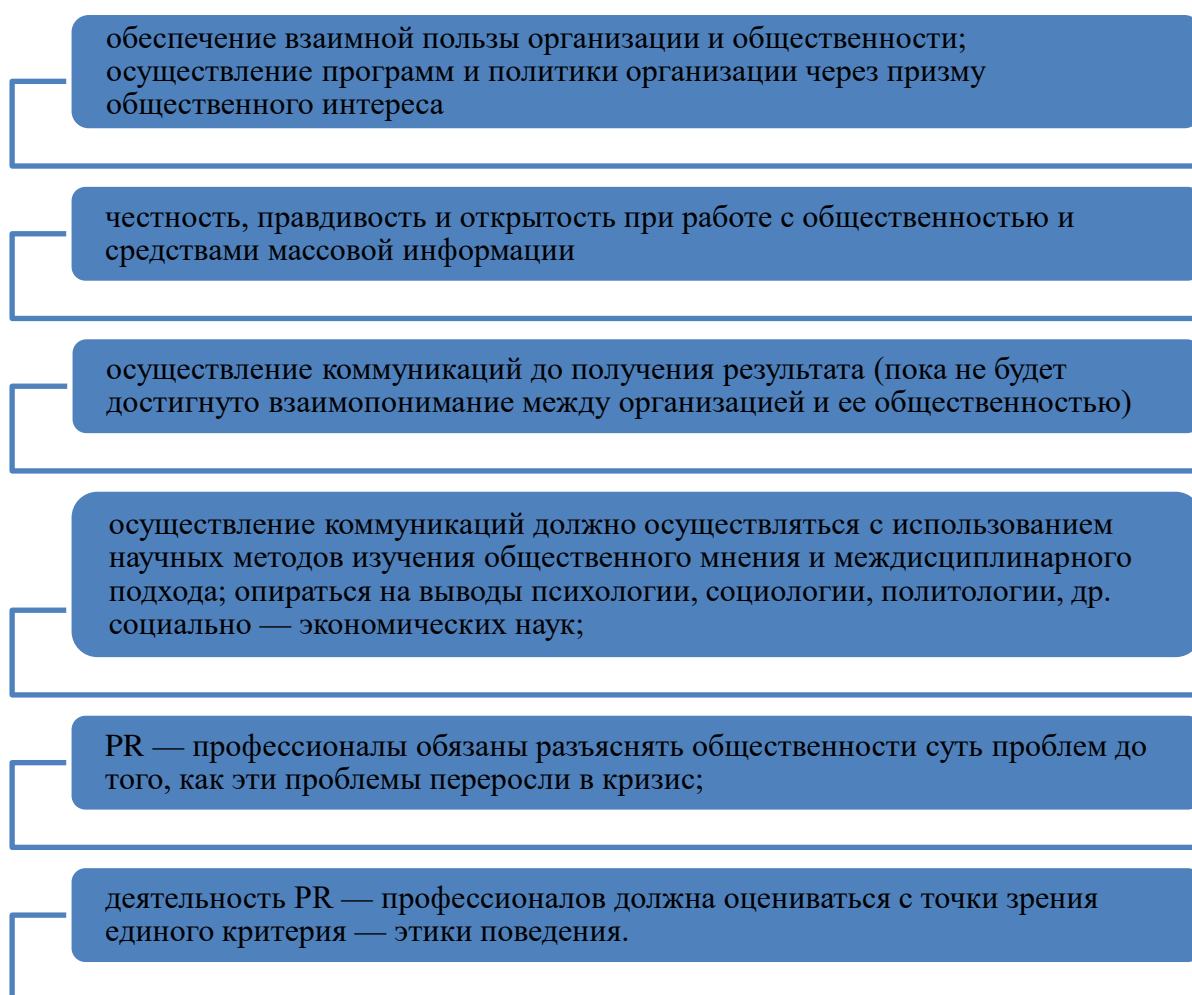 обеспечение взаимной пользы организации и общественности;
осуществление программ и политики организации через призму
общественного интереса
честность, правдивость и открытость при работе с общественностью и
средствами массовой информации
осуществление коммуникаций до получения результата (пока не будет
достигнуто взаимопонимание между организацией и ее общественностью)
осуществление коммуникаций должно осуществляться с использованием
научных методов изучения общественного мнения и междисциплинарного
подхода; опираться на выводы психологии, социологии, политологии, др.
социально — экономических наук;
PR — профессионалы обязаны разъяснять общественности суть проблем до
того, как эти проблемы переросли в кризис;
деятельность PR — профессионалов должна оцениваться с точки зрения
единого критерия — этики поведения.